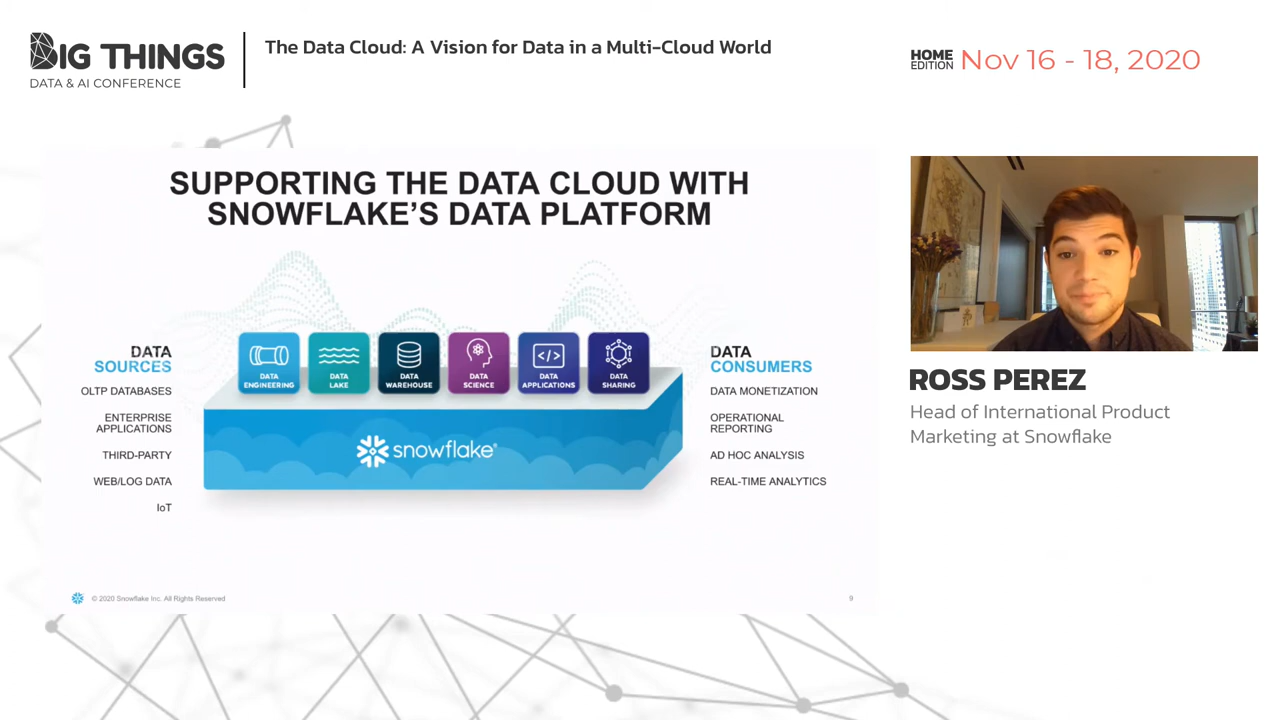 BIG THINGS
DATA & AI CONFERENCE
The Data Cloud: A Vision for Data in a Multi-Cloud World
HOME
EDITION
Nov 16 - 18, 2020
SUPPORTING THE DATA CLOUD WITH
SNOWFLAKE'S DATA PLATFORM
DATA
SOURCES
OLTP DATABASES
ENTERPRISE
APPLICATIONS
THIRD-PARTY
WEB/LOG DATA
IoT
DATA
ENGINEERING
DATA
LAKE
DATA
WAREHOUSE
DATA
SCIENCE
DATA
APPLICATIONS
DATA
SHARING
snowflake®
DATA
CONSUMERS
DATA MONETIZATION
OPERATIONAL
REPORTING
AD HOC ANALYSIS
REAL-TIME ANALYTICS
© 2020 Snowflake Inc. All Rights Reserved
9
ROSS PEREZ
Head of International Product
Marketing at Snowflake